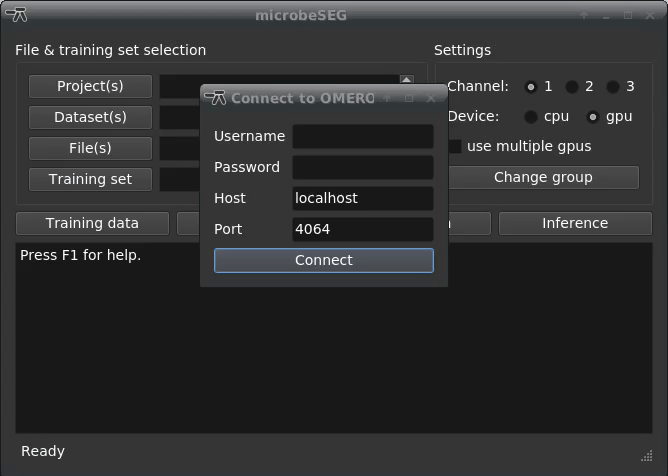 microbeSEG
File & training set selection
Settings
Project(s)
Dataset(s)
File(s)
Training set
Channel: 1 2 3
Device: cpu gpu
use multiple gpus
Change group
Connect to OMERO
Username
Password
Host localhost
Port 4064
Connect
Training data
Inference
Press F1 for help.
Ready